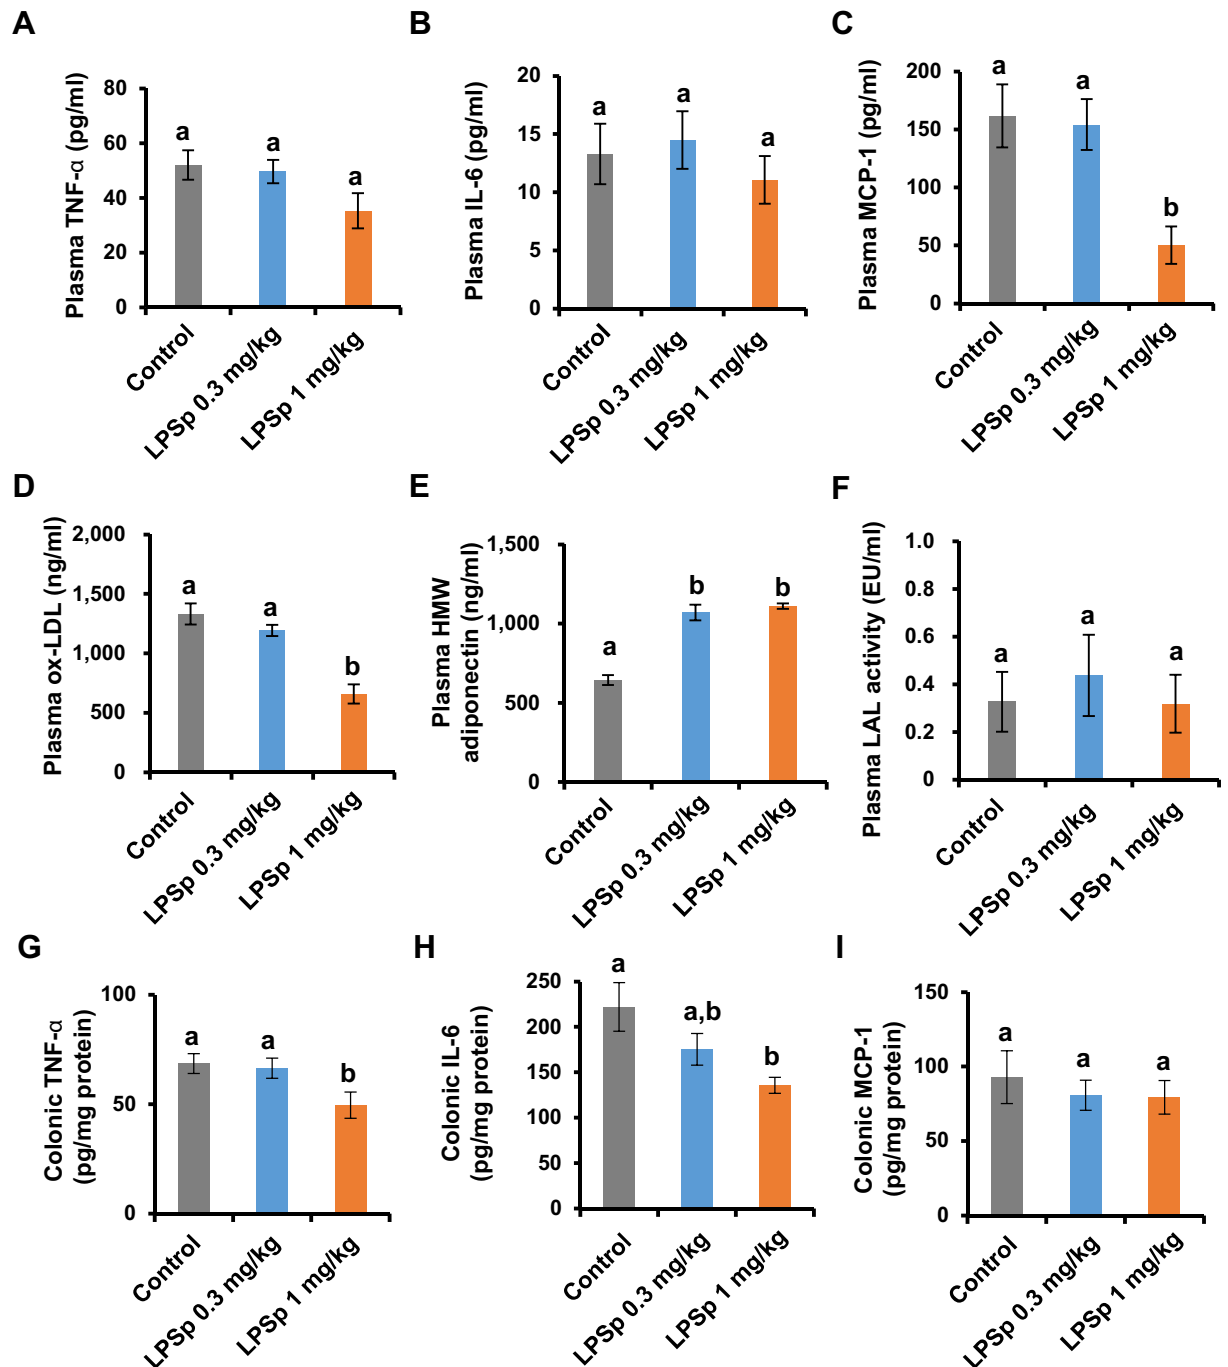 A
Plasma TNF-α (pg/ml)
80
60
40
20
0
a
a
a
Control
LPSp 0.3 mg/kg
LPSp 1 mg/kg
B
Plasma IL-6 (pg/ml)
20
15
10
5
0
a
a
a
Control
LPSp 0.3 mg/kg
LPSp 1 mg/kg
C
Plasma MCP-1 (pg/ml)
200
150
100
50
0
a
a
b
Control
LPSp 0.3 mg/kg
LPSp 1 mg/kg
D
Plasma ox-LDL (ng/ml)
2,000
1,500
1,000
500
0
a
a
b
Control
LPSp 0.3 mg/kg
LPSp 1 mg/kg
E
Plasma HMW
adiponectin (ng/ml)
1,500
1,000
500
0
a
b
b
Control
LPSp 0.3 mg/kg
LPSp 1 mg/kg
F
Plasma LAL activity (EU/ml)
1.0
0.8
0.6
0.4
0.2
0
a
a
a
Control
LPSp 0.3 mg/kg
LPSp 1 mg/kg
G
Colonic TNF-α
(pg/mg protein)
100
50
0
a
a
b
Control
LPSp 0.3 mg/kg
LPSp 1 mg/kg
H
Colonic IL-6
(pg/mg protein)
250
200
150
100
50
0
a
a,b
b
Control
LPSp 0.3 mg/kg
LPSp 1 mg/kg
I
Colonic MCP-1
(pg/mg protein)
150
100
50
0
a
a
a
Control
LPSp 0.3 mg/kg
LPSp 1 mg/kg